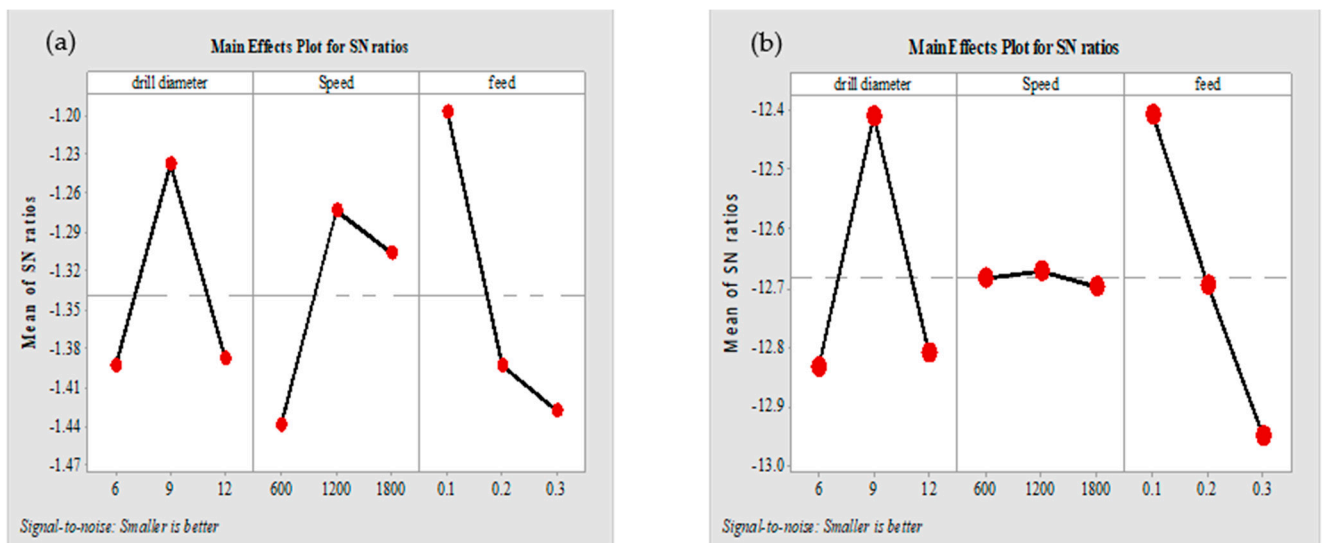 (a)
Main Effects Plot for SN ratios
drill diameter Speed feed
Mean of SN ratios
-1.20
-1.23
-1.26
-1.29
-1.32
-1.35
-1.38
-1.41
-1.44
-1.47
6 9 12 600 1200 1800 0.1 0.2 0.3
Signal-to-noise: Smaller is better
(b)
Main Effects Plot for SN ratios
drill diameter Speed feed
Mean of SN ratios
-12.4
-12.5
-12.6
-12.7
-12.8
-12.9
-13.0
6 9 12 600 1200 1800 0.1 0.2 0.3
Signal-to-noise: Smaller is better